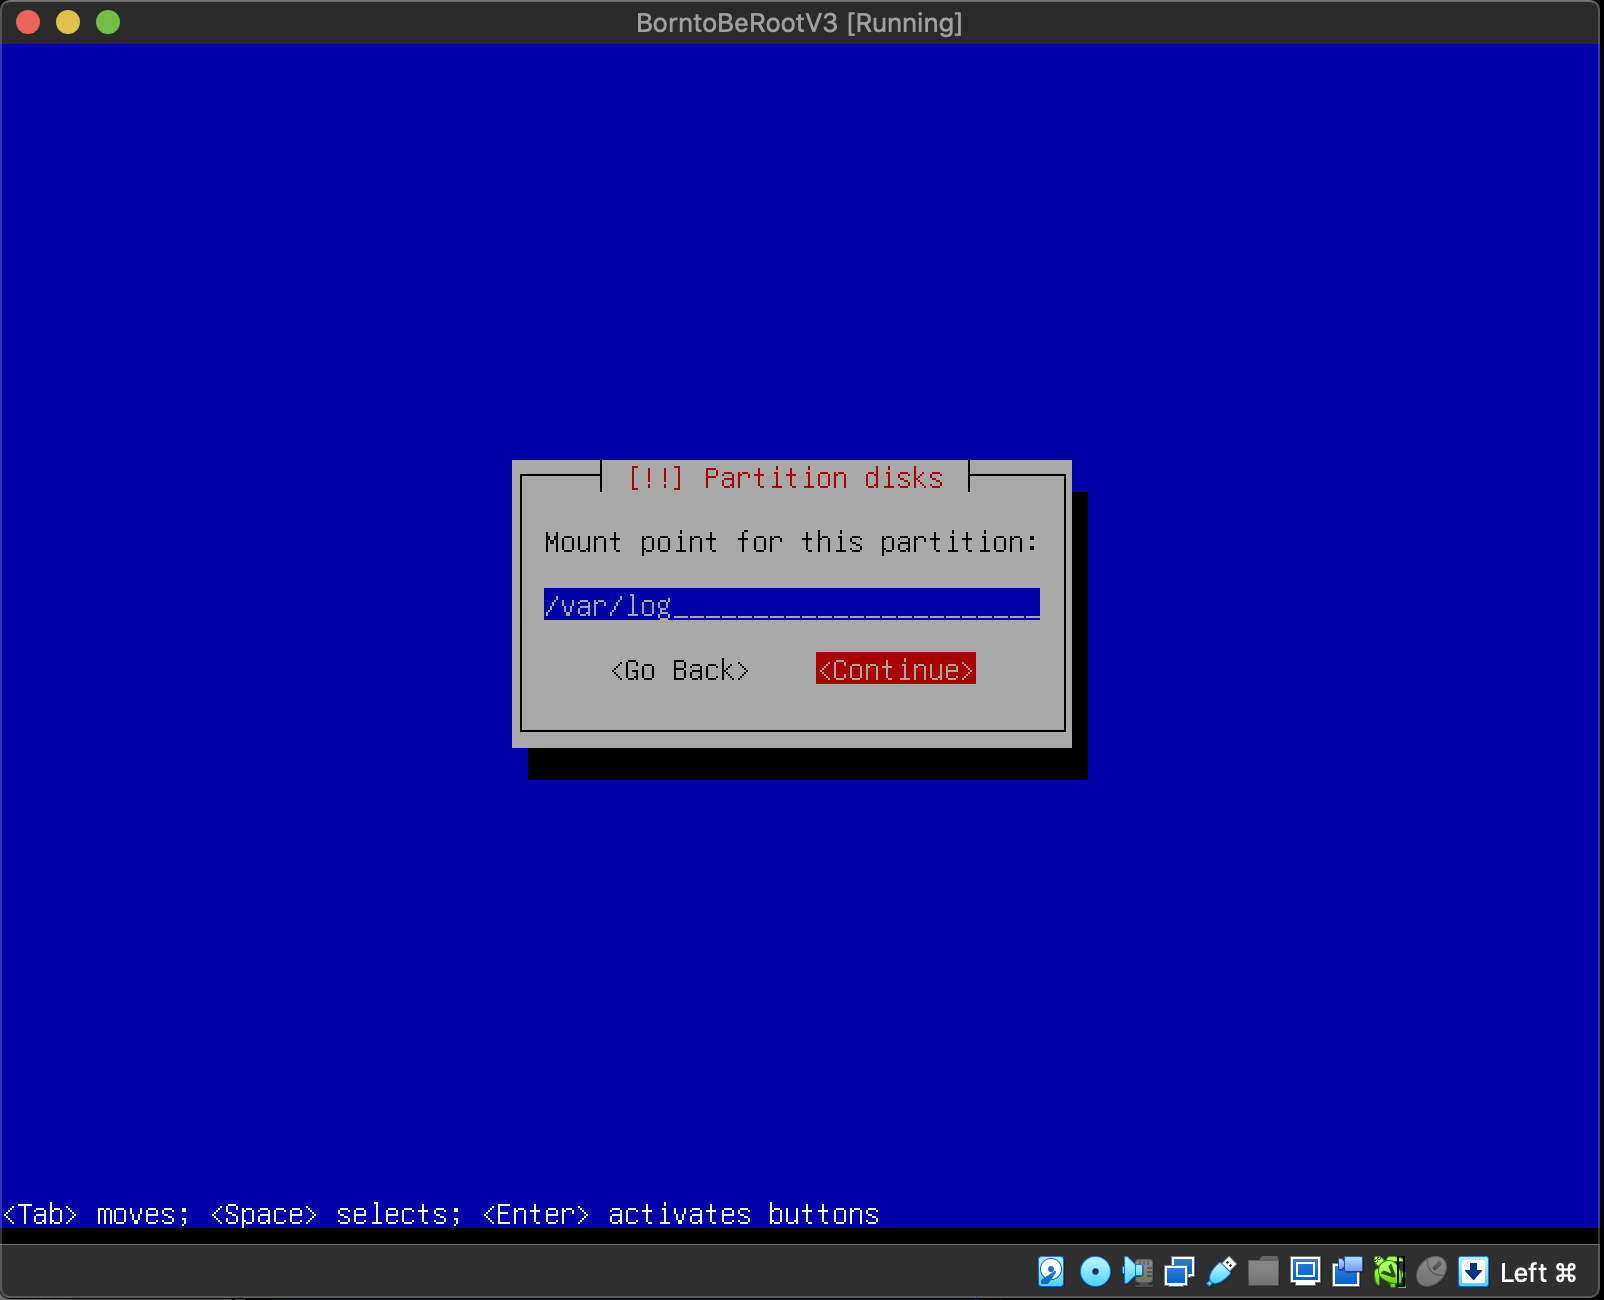 BorntoBeRootV3 [Running]
[!!] Partition disks
Mount point for this partition:
/var/log_______________________
<Go Back> <Continue>
<Tab> moves; <Space> selects; <Enter> activates buttons
Left ⌘